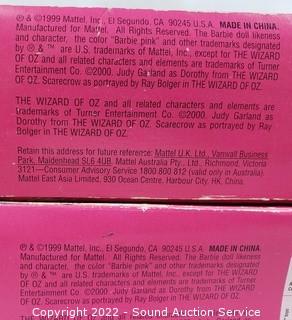 ℗ & ©1999 Mattel, Inc., El Segundo, CA 90245 U.S.A. MADE IN CHINA.
Manufactured for Mattel. All Rights Reserved. The Barbie doll likeness
and character, the color "Barbie pink" and other trademarks designated
by ® & ™ are U.S. trademarks of Mattel, Inc., except for THE WIZARD
OF OZ and all related characters and elements are trademarks of Turner
Entertainment Co. ©2000. Judy Garland as Dorothy from THE WIZARD
OF OZ. Scarecrow as portrayed by Ray Bolger in THE WIZARD OF OZ.
THE WIZARD OF OZ and all related characters and elements are
trademarks of Turner Entertainment Co. ©2000. Judy Garland as
Dorothy from THE WIZARD OF OZ. Scarecrow as portrayed by Ray
Bolger in THE WIZARD OF OZ.
Retain this address for future reference: Mattel U.K. Ltd., Vanwall Business
Park, Maidenhead SL6 4UB. Mattel Australia Pty., Ltd., Richmond, Victoria
3121—Consumer Advisory Service 1800 800 812 (valid only in Australia).
Mattel East Asia Limited, 930 Ocean Centre, Harbour City, HK, China.
℗ & ©1999 Mattel, Inc., El Segundo, CA 90245 U.S.A. MADE IN CHINA.
Manufactured for Mattel. All Rights Reserved. The Barbie doll likeness
and character, the color "Barbie pink" and other trademarks designated
by ® & ™ are U.S. trademarks of Mattel, Inc., except for THE WIZARD
OF OZ and all related characters and elements are trademarks of Turner
Entertainment Co. ©2000. Judy Garland as Dorothy from THE WIZARD
OF OZ. Scarecrow as portrayed by Ray Bolger in THE WIZARD OF OZ.
Copyright 2022 - Sound Auction Service